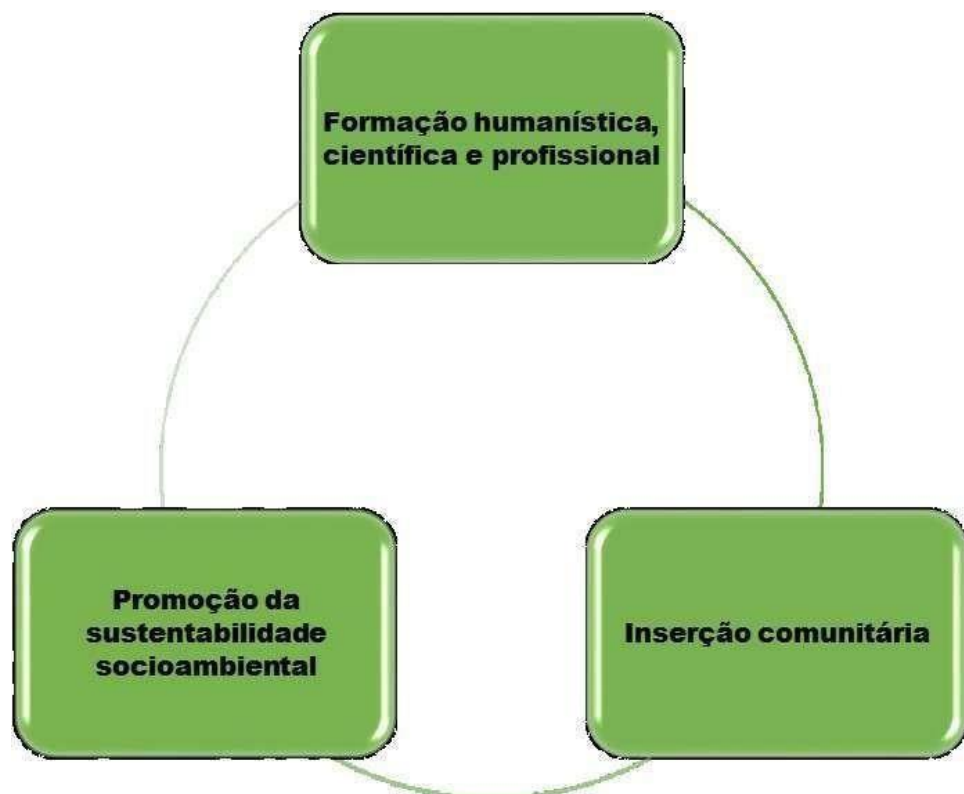 Formação humanística,
científica e profissional
Promoção da
sustentabilidade
socioambiental
Inserção comunitária